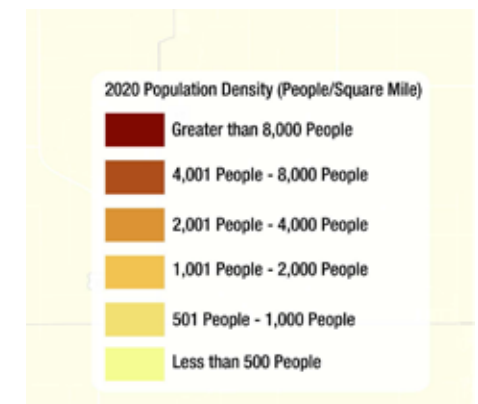 2020 Population Density (People/Square Mile)
Greater than 8,000 People
4,001 People - 8,000 People
2,001 People - 4,000 People
1,001 People - 2,000 People
501 People - 1,000 People
Less than 500 People